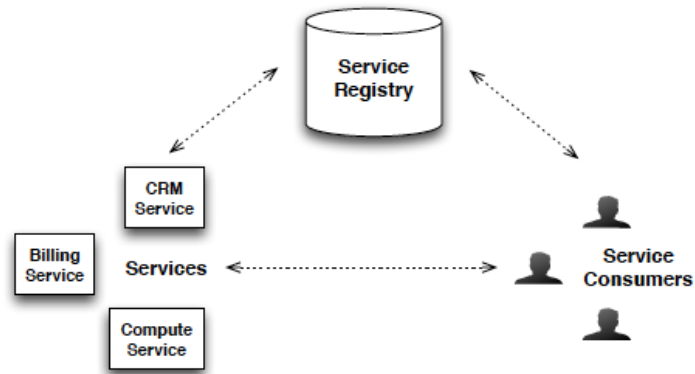 Service
Registry
CRM
Service
Billing
Service
Services
Service
Consumers
Compute
Service